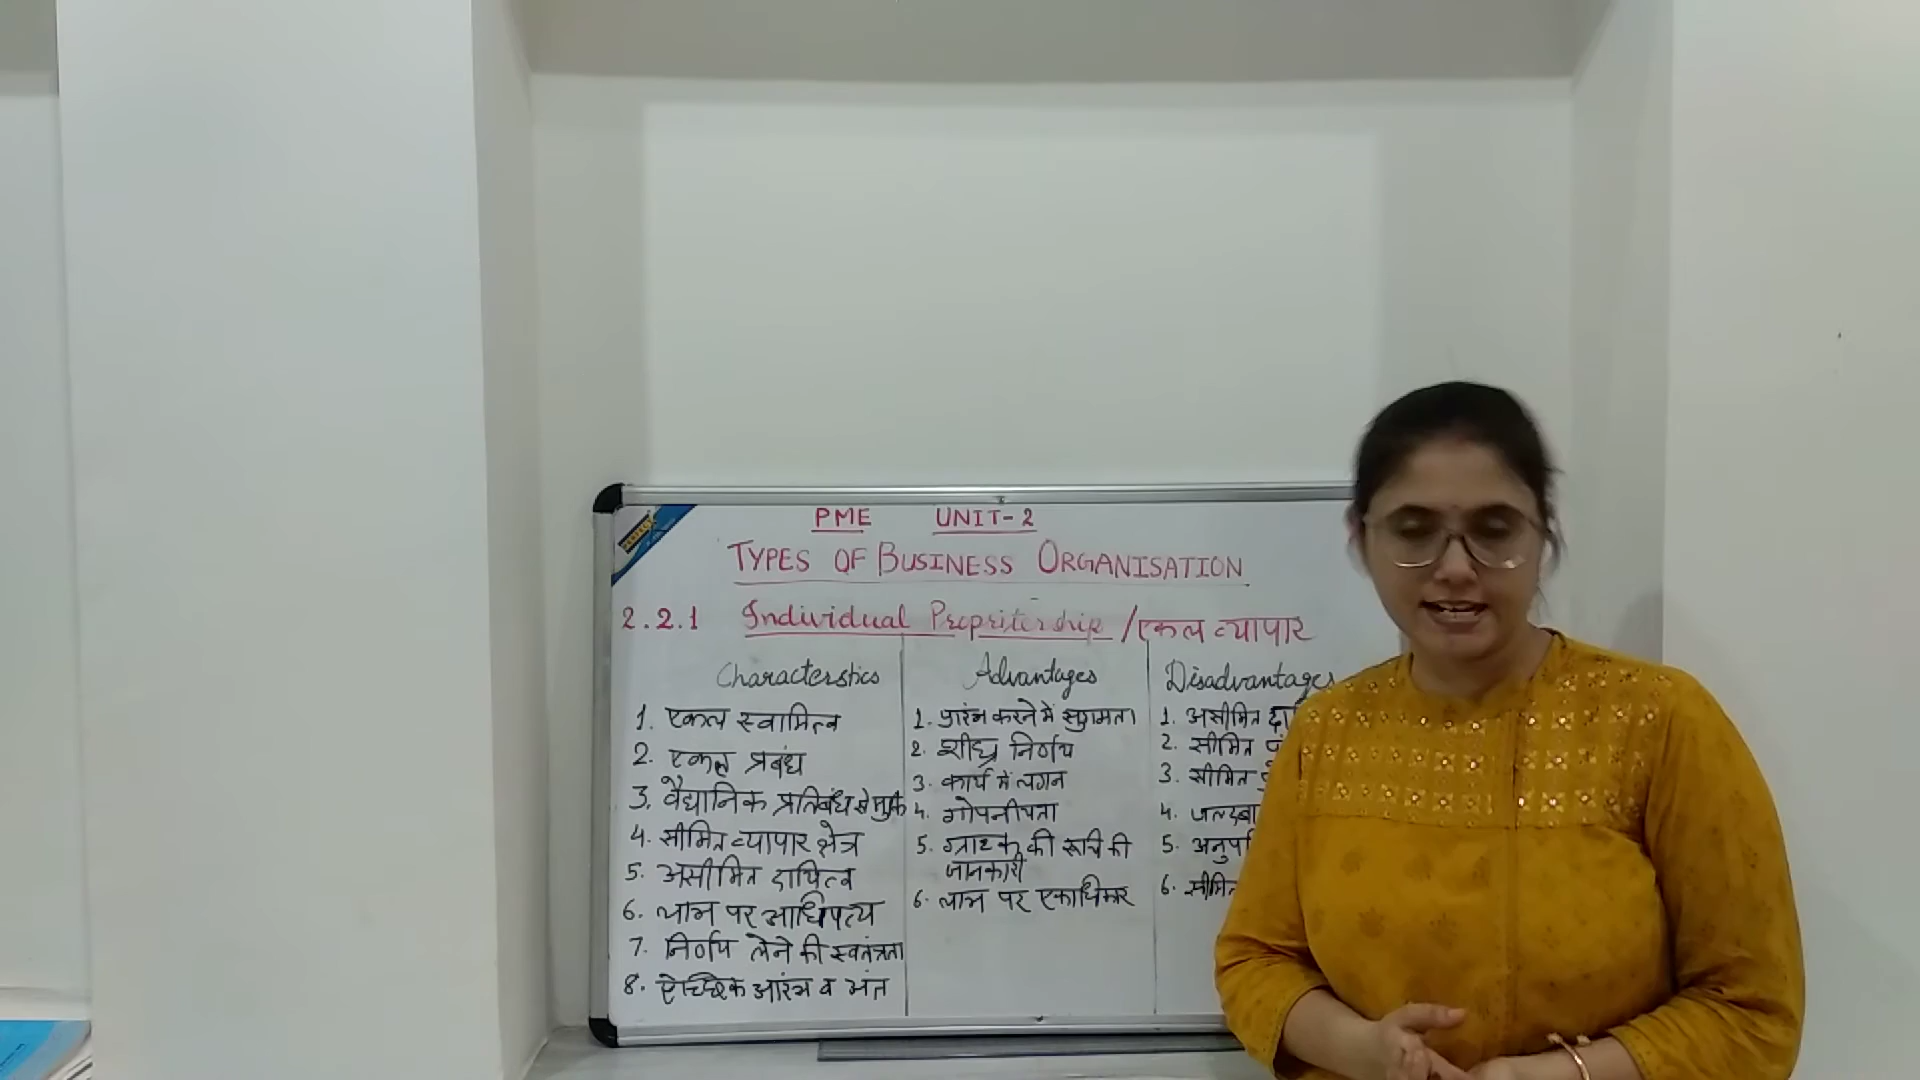 PME UNIT-2
TYPES OF BUSINESS ORGANISATION
2.2.1 Individual Propritership / एकल व्यापार
Characterstics
1. एकल स्वामित्व
2. एकल प्रबंध
3. वैद्यानिक प्रतिबंध से मुक्ति
4. सीमित व्यापार क्षेत्र
5. असीमित दायित्व
6. लाभ पर आधिपत्य
7. निर्णय लेने की स्वतंत्रता
8. ऐच्छिक आरंभ व अंत
Advantages
1. प्रारंभ करने में सुगमता
2. शीघ्र निर्णय
3. कार्य में लगन
4. गोपनीयता
5. ग्राहक की रूचि की
जानकारी
6. लाभ पर एकाधिकार
Disadvantages
1. असीमित
2. सीमित
3. सीमित
4.
5.
6.